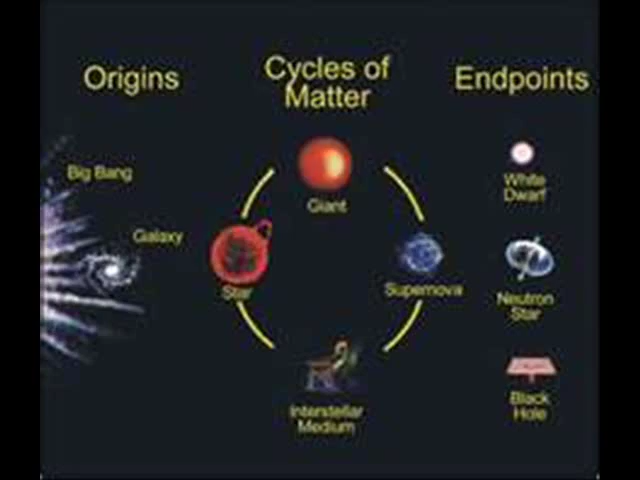 Origins
Cycles of
Matter
Endpoints
Big Bang
Galaxy
Giant
Star
Supernova
Interstellar
Medium
White
Dwarf
Neutron
Star
Black
Hole